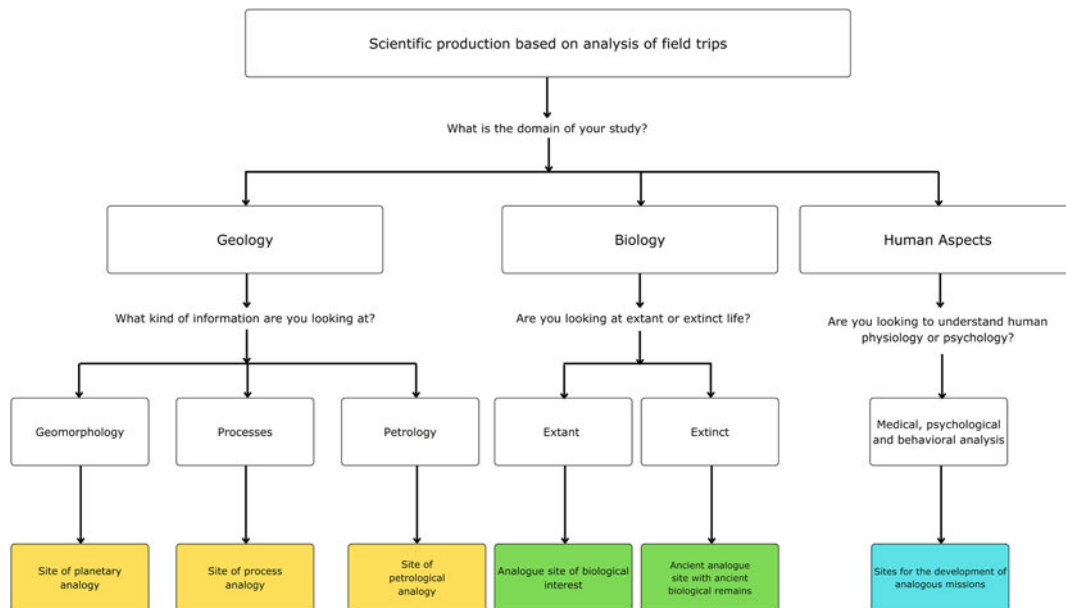 Scientific production based on analysis of field trips
What is the domain of your study?
Geology
Biology
Human Aspects
What kind of information are you looking at?
Are you looking at extant or extinct life?
Are you looking to understand human
physiology or psychology?
Geomorphology
Processes
Petrology
Extant
Extinct
Medical, psychological
and behavioral analysis
Site of planetary
analogy
Site of process
analogy
Site of
petrological
analogy
Analogue site of biological
interest
Ancient analogue
site with ancient
biological remains
Sites for the development of
analogous missions